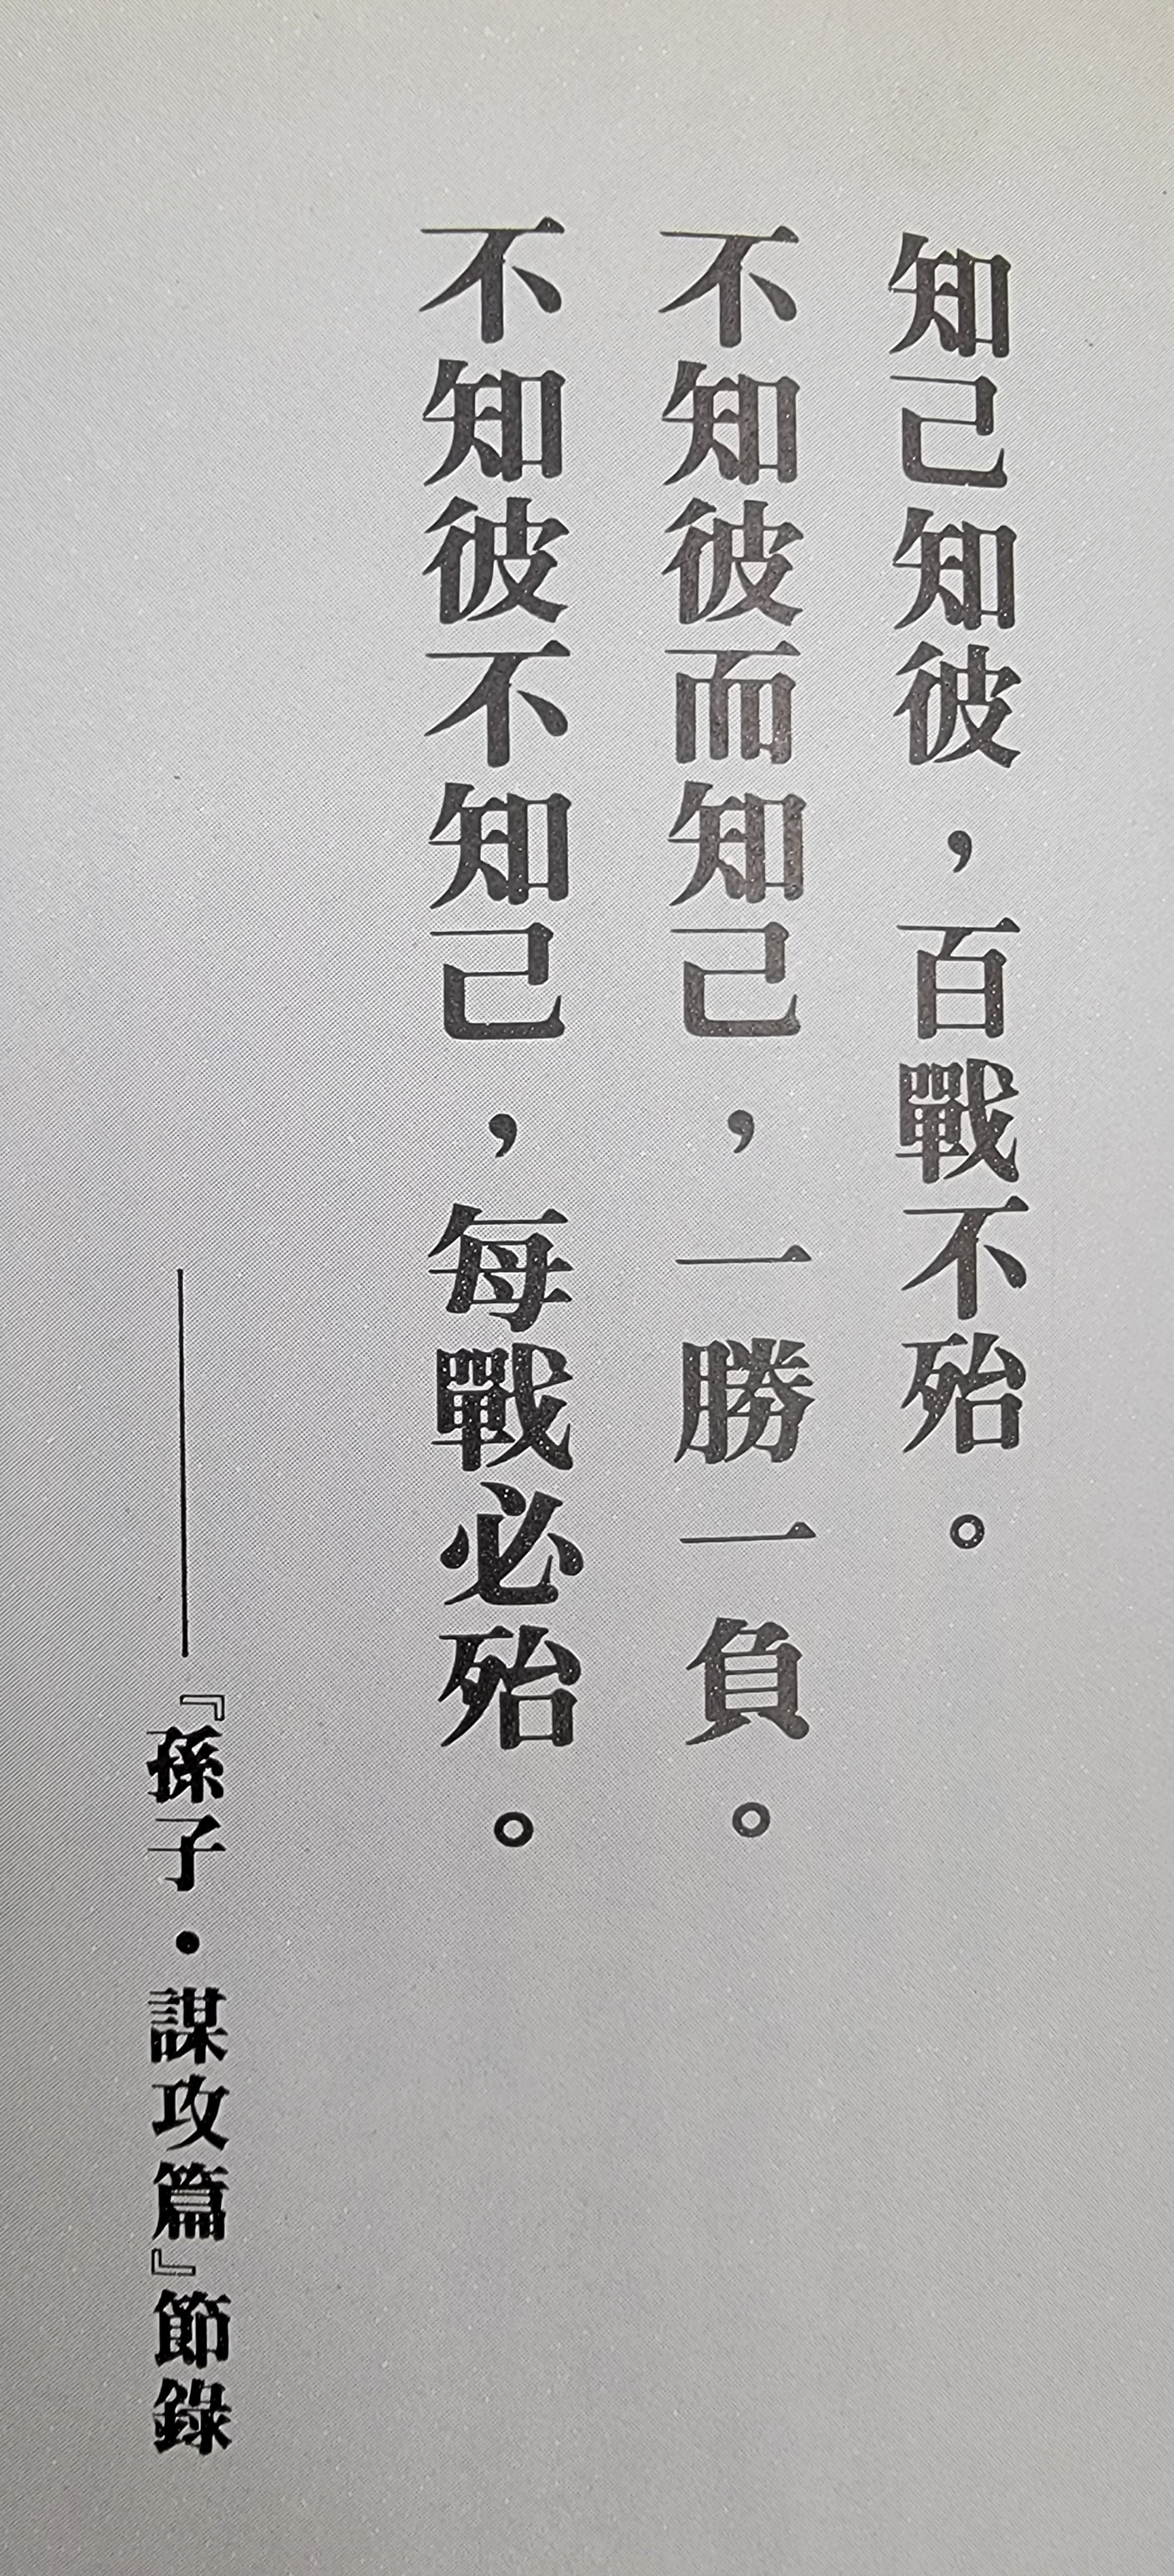 知己知彼，百戰不殆。
不知彼而知己，一勝一負。
不知彼不知己，每戰必殆。
——『孫子・謀攻篇』節錄